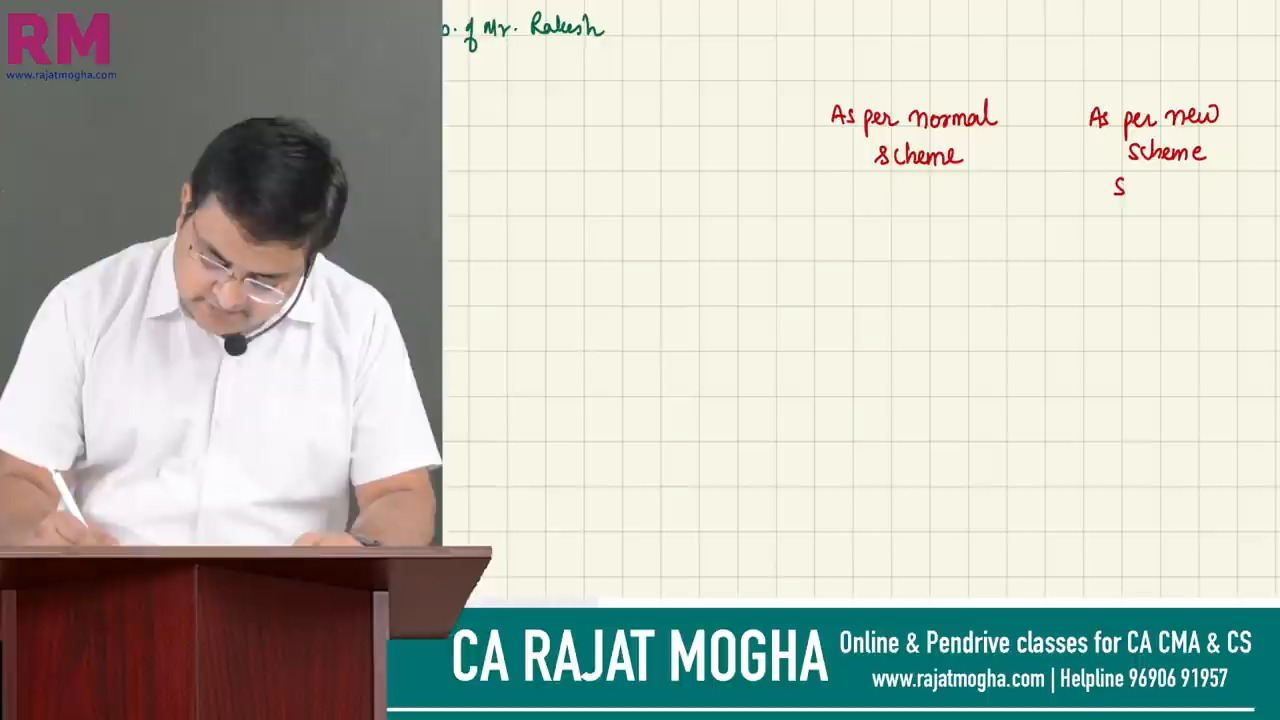 RM
www.rajatmogha.com
of Mr. Rakesh
As per normal
scheme
As per new
scheme
S
CA RAJAT MOGHA
Online & Pendrive classes for CA CMA & CS
www.rajatmogha.com | Helpline 96906 91957